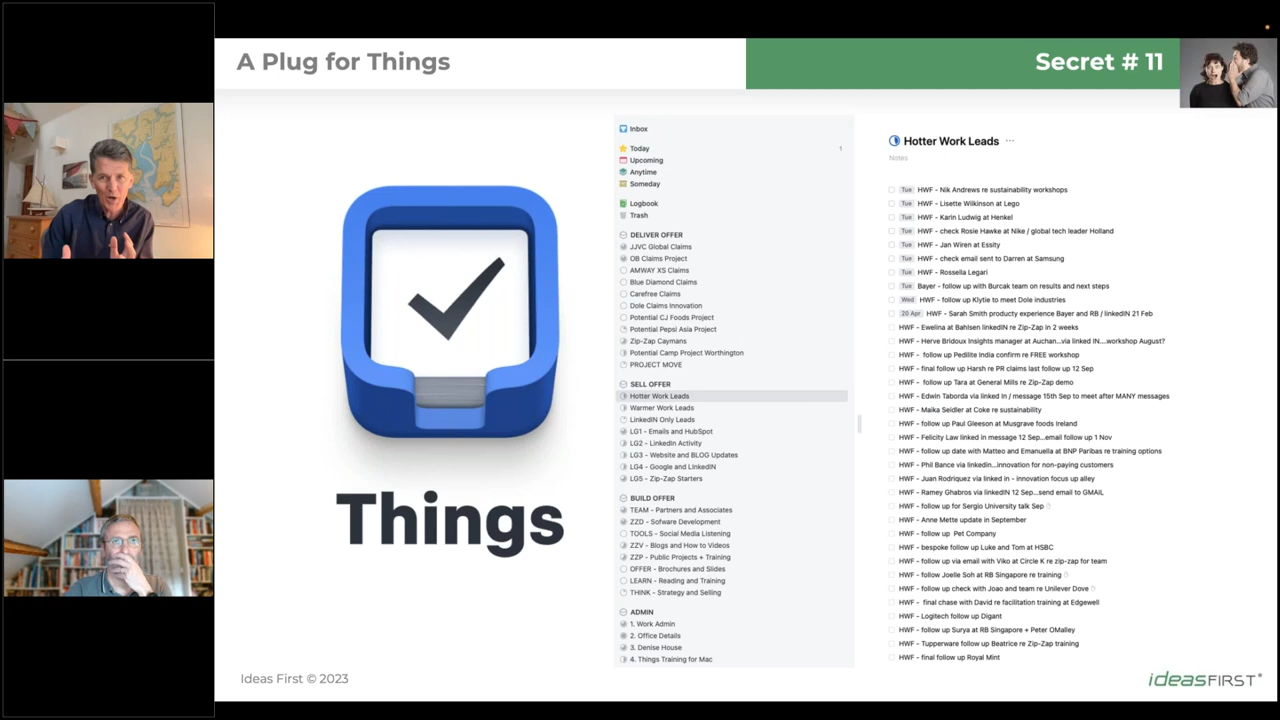 A Plug for Things
Secret # 11
Inbox
Today 1
Upcoming
Anytime
Someday
Logbook
Trash
DELIVER OFFER
JJVC Global Claims
OB Claims Project
AMWAY XS Claims
Blue Diamond Claims
Carefree Claims
Dole Claims Innovation
Potential CJ Foods Project
Potential Pepsi Asia Project
Zip-Zap Caymans
Potential Camp Project Worthington
PROJECT MOVE
SELL OFFER
Hotter Work Leads
Warmer Work Leads
LinkedIN Only Leads
LG1 - Emails and HubSpot
LG2 - LinkedIn Activity
LG3 - Website and BLOG Updates
LG4 - Google and LinkedIN
LG5 - Zip-Zap Starters
BUILD OFFER
TEAM - Partners and Associates
ZZD - Sofware Development
TOOLS - Social Media Listening
ZZV - Blogs and How to Videos
ZZP - Public Projects + Training
OFFER - Brochures and Slides
LEARN - Reading and Training
THINK - Strategy and Selling
ADMIN
1. Work Admin
2. Office Details
3. Denise House
4. Things Training for Mac
Hotter Work Leads ···
Notes
Tue HWF - Nik Andrews re sustainability workshops
Tue HWF - Lisette Wilkinson at Lego
Tue HWF - Karin Ludwig at Henkel
Tue HWF - check Rosie Hawke at Nike / global tech leader Holland
Tue HWF - Jan Wiren at Essity
Tue HWF - check email sent to Darren at Samsung
Tue HWF - Rossella Legari
Tue Bayer - follow up with Burcak team on results and next steps
Wed HWF - follow up Klytie to meet Dole industries
20 Apr HWF - Sarah Smith producty experience Bayer and RB / linkedIN 21 Feb
HWF - Ewelina at Bahlsen linkedIN re Zip-Zap in 2 weeks
HWF - Herve Bridoux Insights manager at Auchan...via linked IN....workshop August?
HWF - follow up Pedilite India confirm re FREE workshop
HWF - final follow up Harsh re PR claims last follow up 12 Sep
HWF - follow up Tara at General Mills re Zip-Zap demo
HWF - Edwin Taborda via linked In / message 15th Sep to meet after MANY messages
HWF - Maika Seidler at Coke re sustainability
HWF - follow up Paul Gleeson at Musgrave foods Ireland
HWF - Felicity Law linked in message 12 Sep...email follow up 1 Nov
HWF - follow up date with Matteo and Emanuella at BNP Paribas re training options
HWF - Phil Bance via linkedin...innovation for non-paying customers
HWF - Juan Rodriquez via linked in - innovation focus up alley
HWF - Ramey Ghabros via linkedIN 12 Sep...send email to GMAIL
HWF - follow up for Sergio University talk Sep
HWF - Anne Mette update in September
HWF - follow up Pet Company
HWF - bespoke follow up Luke and Tom at HSBC
HWF - follow up via email with Viko at Circle K re zip-zap for team
HWF - follow Joelle Soh at RB Singapore re training
HWF - follow up check with Joao and team re Unilever Dove
HWF - final chase with David re facilitation training at Edgewell
HWF - Logitech follow up Digant
HWF - follow up Surya at RB Singapore + Peter OMalley
HWF - Tupperware follow up Beatrice re Zip-Zap training
HWF - final follow up Royal Mint
Things
Ideas First © 2023
ideasFIRST®